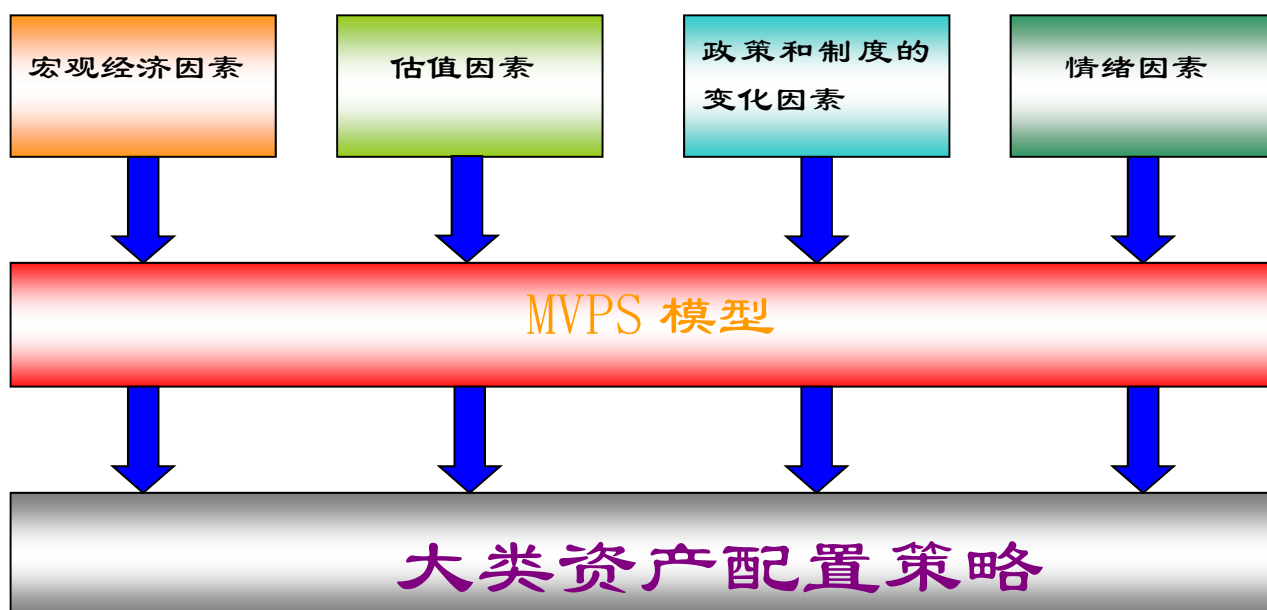 宏观经济因素
估值因素
政策和制度的
变化因素
情绪因素
MVPS 模型
大类资产配置策略